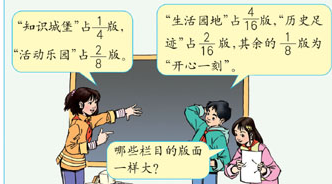 “知识城堡”占1/4版,
“活动乐园”占2/8版。
“生活园地”占4/16版,“历史足
迹”占2/16版,其余的1/8版为
“开心一刻”。
哪些栏目的版面
一样大?